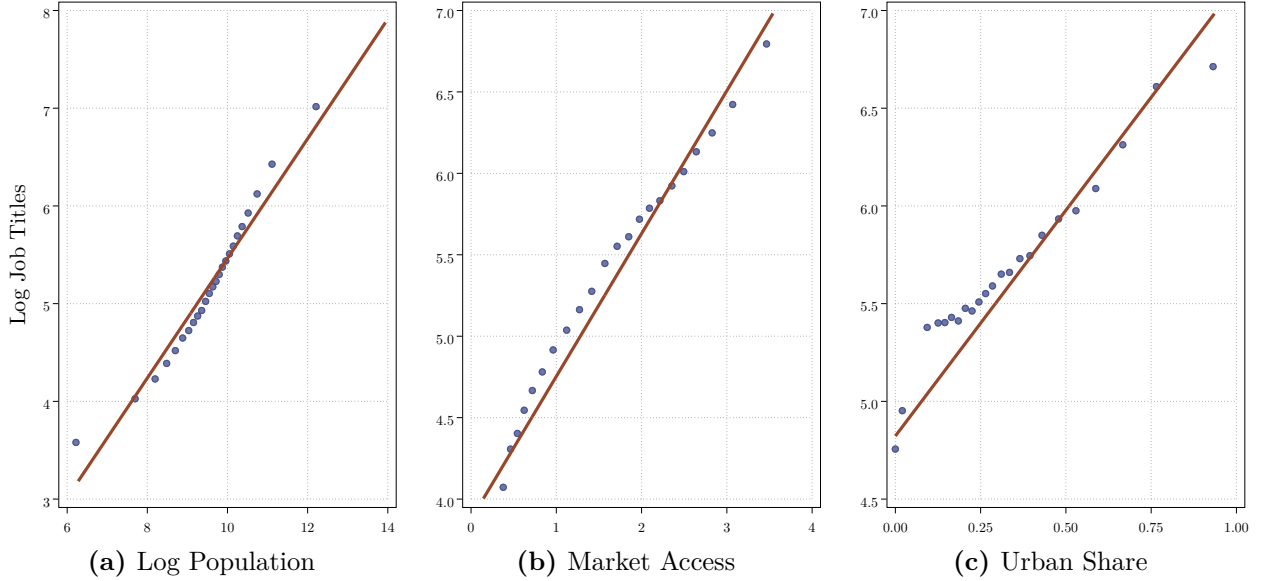 Log Job Titles
8
7
6
5
4
3
6 8 10 12 14
(a) Log Population
7.0
6.5
6.0
5.5
5.0
4.5
4.0
0 1 2 3 4
(b) Market Access
7.0
6.5
6.0
5.5
5.0
4.5
0.00 0.25 0.50 0.75 1.00
(c) Urban Share